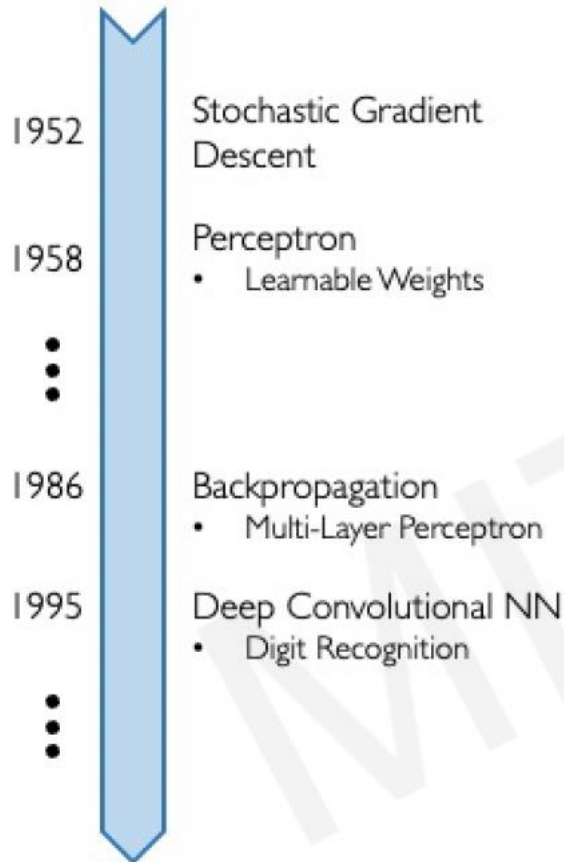 1952
Stochastic Gradient
Descent
1958
Perceptron
• Learnable Weights
1986
Backpropagation
• Multi-Layer Perceptron
1995
Deep Convolutional NN
• Digit Recognition